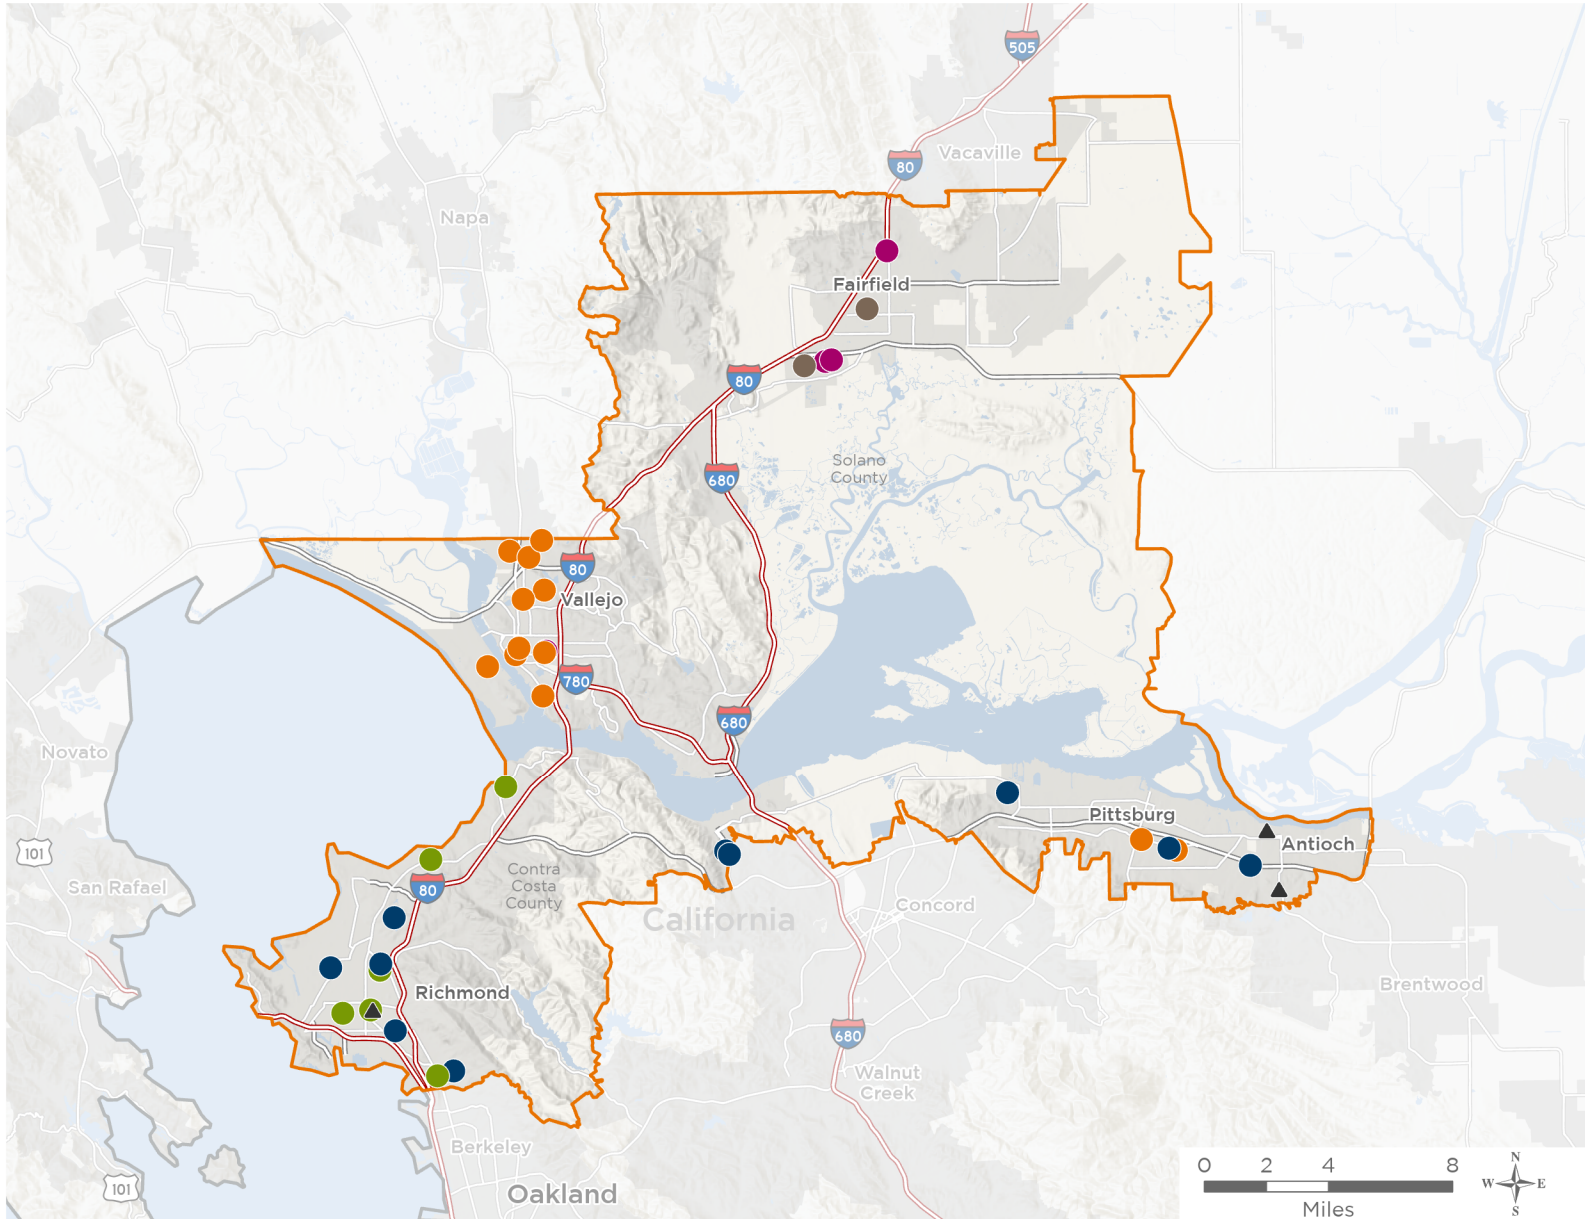 505
Vacaville
80
Napa
Fairfield
80
Solano
County
680
80
Vallejo
780
680
Novato
Pittsburg
101
Antioch
Contra
Costa
County
80
San Rafael
California
Concord
Richmond
Brentwood
680
Walnut
Creek
Berkeley
101
Oakland
0 2 4 8
Miles
N
W E
S